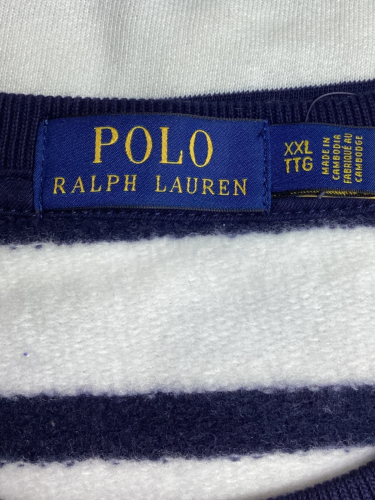 POLO
RALPH LAUREN
XXL
TTG
MADE IN
CAMBODIA
FABRIQUÉ AU
CAMBODGE